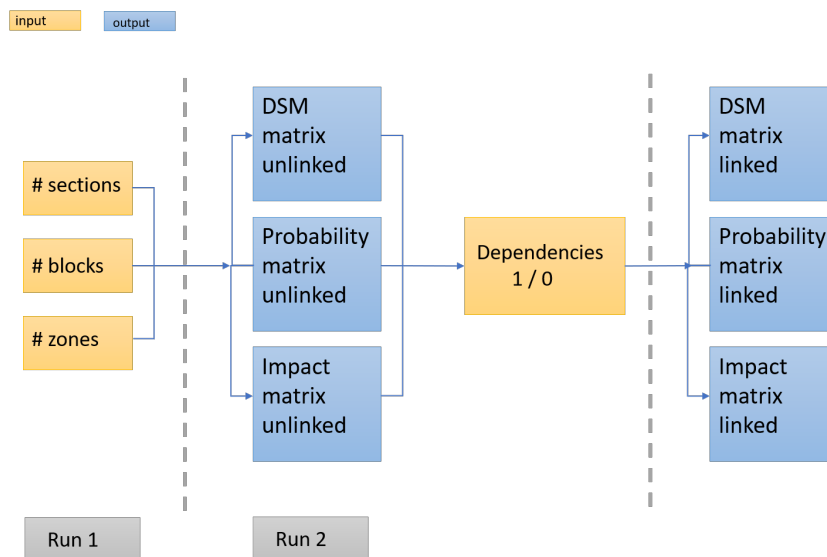 input
output
# sections
# blocks
# zones
DSM
matrix
unlinked
Probability
matrix
unlinked
Impact
matrix
unlinked
Dependencies
1 / 0
DSM
matrix
linked
Probability
matrix
linked
Impact
matrix
linked
Run 1
Run 2